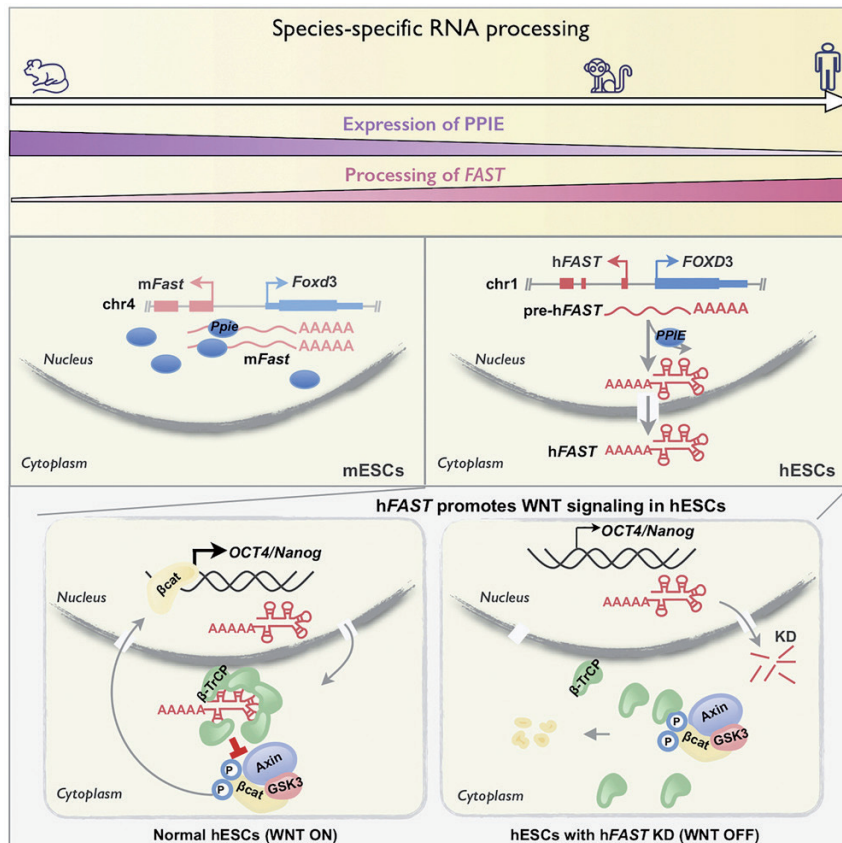 Species-specific RNA processing
Expression of PPIE
Processing of FAST
mFast
Foxd3
chr4
Ppie
AAAAA
AAAAA
mFast
Nucleus
Cytoplasm
mESCs
hFAST
FOXD3
chr1
pre-hFAST
AAAAA
PPIE
Nucleus
AAAAA
hFAST
AAAAA
Cytoplasm
hESCs
hFAST promotes WNT signaling in hESCs
OCT4/Nanog
βcat
Nucleus
AAAAA
β-TrCP
AAAAA
P
P
Axin
βcat
GSK3
Cytoplasm
Normal hESCs (WNT ON)
OCT4/Nanog
Nucleus
AAAAA
KD
β-TrCP
P
P
Axin
βcat
GSK3
Cytoplasm
hESCs with hFAST KD (WNT OFF)